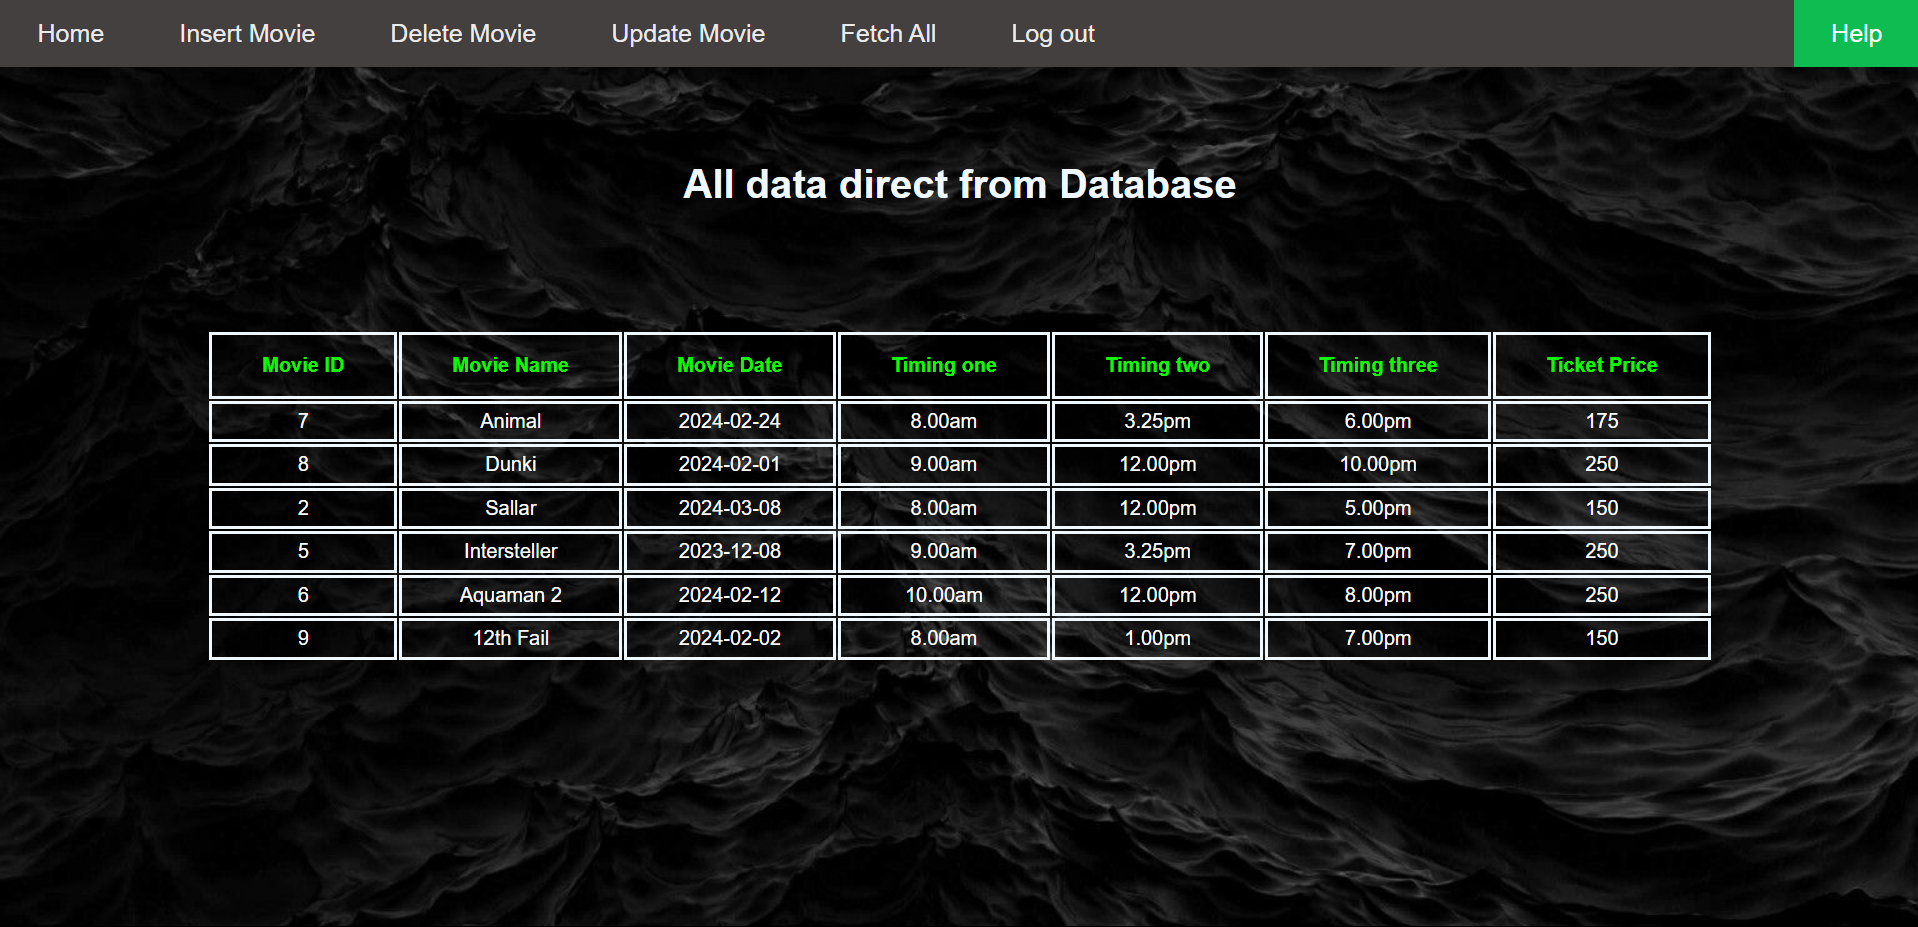 Home Insert Movie Delete Movie Update Movie Fetch All Log out Help
All data direct from Database
Movie ID Movie Name Movie Date Timing one Timing two Timing three Ticket Price
7 Animal 2024-02-24 8.00am 3.25pm 6.00pm 175
8 Dunki 2024-02-01 9.00am 12.00pm 10.00pm 250
2 Sallar 2024-03-08 8.00am 12.00pm 5.00pm 150
5 Intersteller 2023-12-08 9.00am 3.25pm 7.00pm 250
6 Aquaman 2 2024-02-12 10.00am 12.00pm 8.00pm 250
9 12th Fail 2024-02-02 8.00am 1.00pm 7.00pm 150